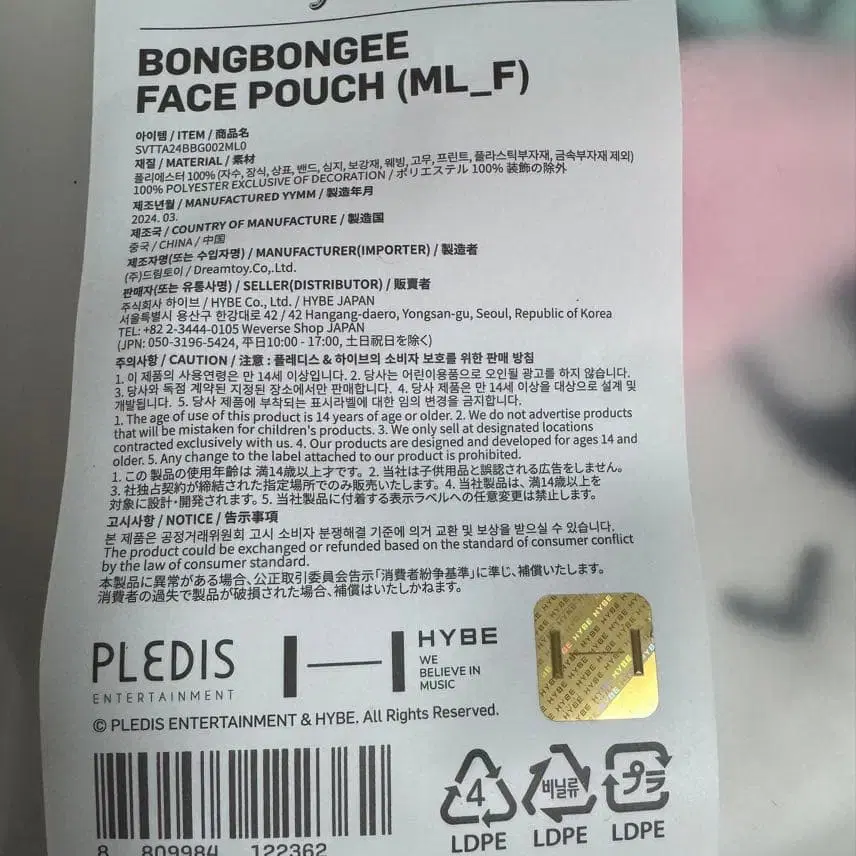 BONGBONGEE
FACE POUCH (ML_F)
아이템 / ITEM / 商品名
SVTTA24BBG002ML0
재질 / MATERIAL / 素材
폴리에스터 100% (자수, 장식, 상표, 밴드, 심지, 보강재, 웨빙, 고무, 프린트, 플라스틱부자재, 금속부자재 제외)
100% POLYESTER EXCLUSIVE OF DECORATION / ポリエステル 100% 装飾の除外
제조년월 / MANUFACTURED YYMM / 製造年月
2024. 03.
제조국 / COUNTRY OF MANUFACTURE / 製造国
중국 / CHINA / 中国
제조자명(또는 수입자명) / MANUFACTURER(IMPORTER) / 製造者
(주)드림토이 / Dreamtoy.Co,.Ltd.
판매자(또는 유통사명) / SELLER(DISTRIBUTOR) / 販売者
주식회사 하이브 / HYBE Co., Ltd. / HYBE JAPAN
서울특별시 용산구 한강대로 42 / 42 Hangang-daero, Yongsan-gu, Seoul, Republic of Korea
TEL: +82 2-3444-0105 Weverse Shop JAPAN
(JPN: 050-3196-5424, 平日10:00 - 17:00, 土日祝日を除く)
주의사항 / CAUTION / 注意 : 플레디스 & 하이브의 소비자 보호를 위한 판매 방침
1. 이 제품의 사용연령은 만 14세 이상입니다. 2. 당사는 어린이용품으로 오인될 광고를 하지 않습니다.
3. 당사와 독점 계약된 지정된 장소에서만 판매합니다. 4. 당사 제품은 만 14세 이상을 대상으로 설계 및
개발됩니다. 5. 당사 제품에 부착되는 표시라벨에 대한 임의 변경을 금지합니다.
1. The age of use of this product is 14 years of age or older. 2. We do not advertise products
that will be mistaken for children's products. 3. We only sell at designated locations
contracted exclusively with us. 4. Our products are designed and developed for ages 14 and
older. 5. Any change to the label attached to our product is prohibited.
1. この 製品の使用年齢は 満14歳以上才です。 2. 当社は子供用品と誤認される広告をしません。
3. 社独占契約が締結された指定場所でのみ販売いたします。 4. 当社製品は、満14歳以上を
対象に設計・開発されます。 5. 当社製品に付着する表示ラベルへの任意変更は禁止します。
고시사항 / NOTICE / 告示事項
본 제품은 공정거래위원회 고시 소비자 분쟁해결 기준에 의거 교환 및 보상을 받으실 수 있습니다.
The product could be exchanged or refunded based on the standard of consumer conflict
by the law of consumer standard.
本製品に異常がある場合、公正取引委員会告示「消費者紛争基準」に準じ、補償いたします。
消費者の過失で製品が破損された場合、補償はいたしかねます。
PLEDIS
ENTERTAINMENT
HYBE
WE
BELIEVE IN
MUSIC
HYBE HYBE HYBE
© PLEDIS ENTERTAINMENT & HYBE. All Rights Reserved.
8 809984 122362
4
LDPE
비닐류
LDPE
プラ
LDPE